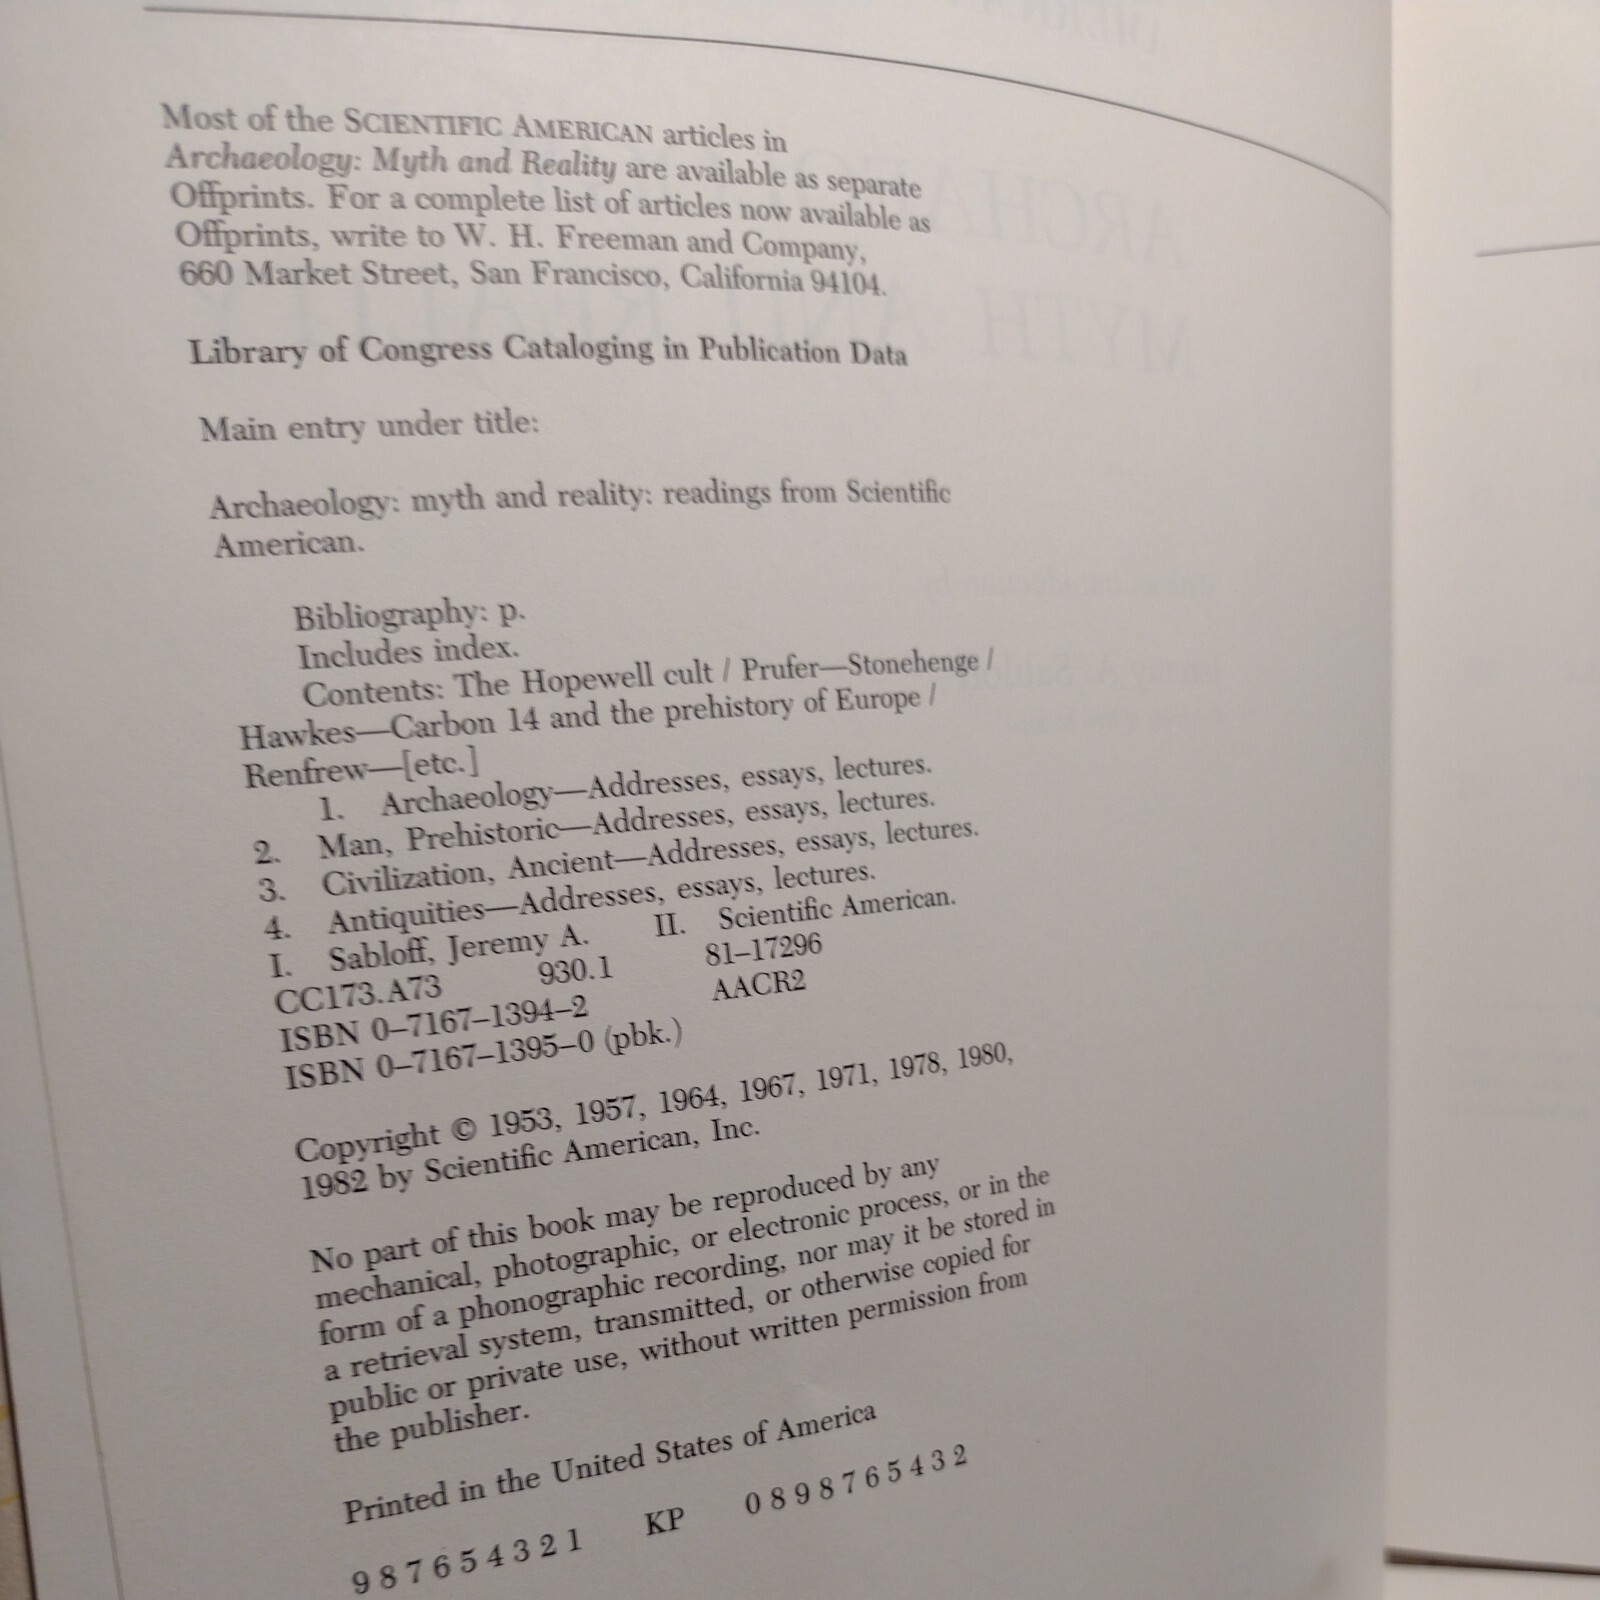 Most of the SCIENTIFIC AMERICAN articles in
Archaeology: Myth and Reality are available as separate
Offprints. For a complete list of articles now available as
Offprints, write to W. H. Freeman and Company,
660 Market Street, San Francisco, California 94104.
Library of Congress Cataloging in Publication Data
Main entry under title:
Archaeology: myth and reality: readings from Scientific
American.
Bibliography: p.
Includes index.
Contents: The Hopewell cult / Prufer—Stonehenge /
Hawkes—Carbon 14 and the prehistory of Europe /
Renfrew—[etc.]
1. Archaeology—Addresses, essays, lectures.
2. Man, Prehistoric—Addresses, essays, lectures.
3. Civilization, Ancient—Addresses, essays, lectures.
4. Antiquities—Addresses, essays, lectures.
I. Sabloff, Jeremy A. II. Scientific American.
CC173.A73 930.1 81–17296
ISBN 0–7167–1394–2 AACR2
ISBN 0–7167–1395–0 (pbk.)
Copyright © 1953, 1957, 1964, 1967, 1971, 1978, 1980,
1982 by Scientific American, Inc.
No part of this book may be reproduced by any
mechanical, photographic, or electronic process, or in the
form of a phonographic recording, nor may it be stored in
a retrieval system, transmitted, or otherwise copied for
public or private use, without written permission from
the publisher.
Printed in the United States of America
9 8 7 6 5 4 3 2 1 KP 0 8 9 8 7 6 5 4 3 2